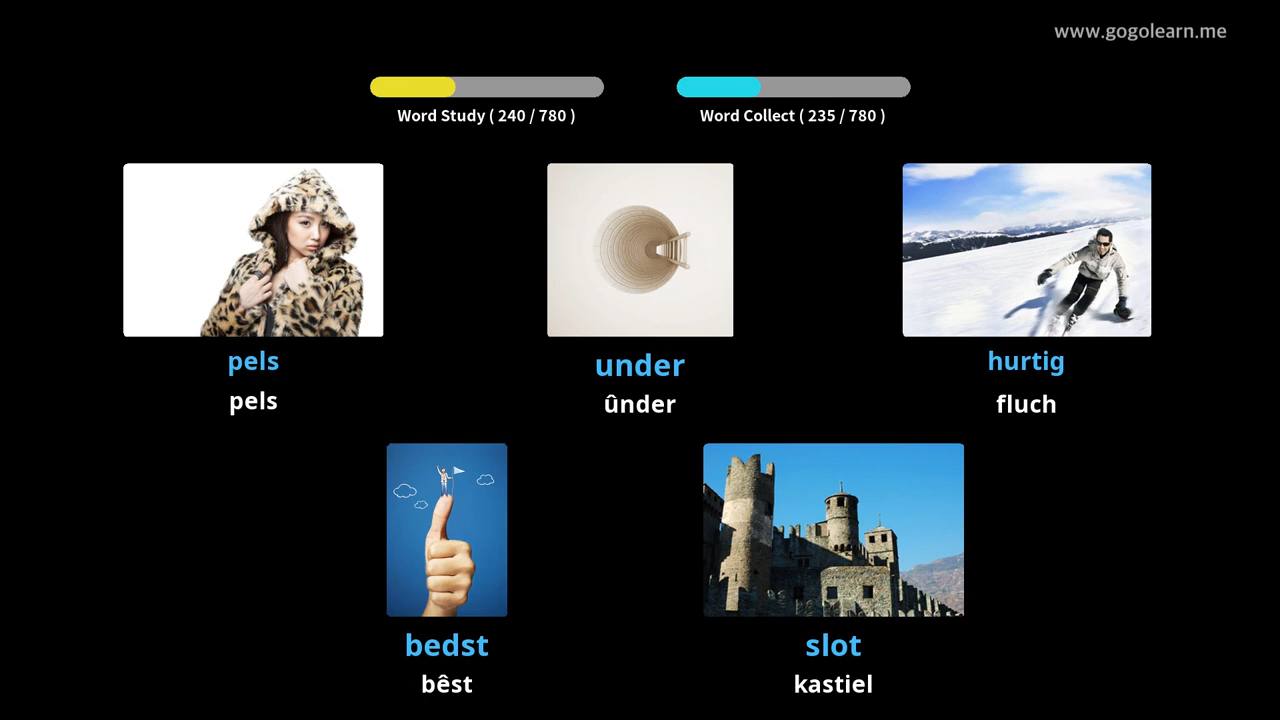 www.gogolearn.me
Word Study ( 240 / 780 )
Word Collect ( 235 / 780 )
pels
pels
under
ûnder
hurtig
fluch
bedst
bêst
slot
kastiel